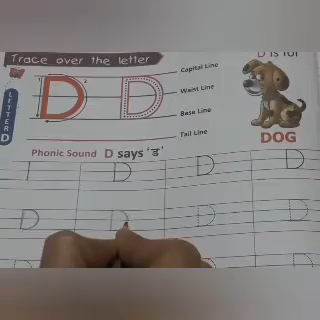 Trace over the letter
D IS for
Capital Line
Waist Line
Base Line
Tail Line
LETTER D
D D
DOG
Phonic Sound D says 'ड'
D D D
D D D D